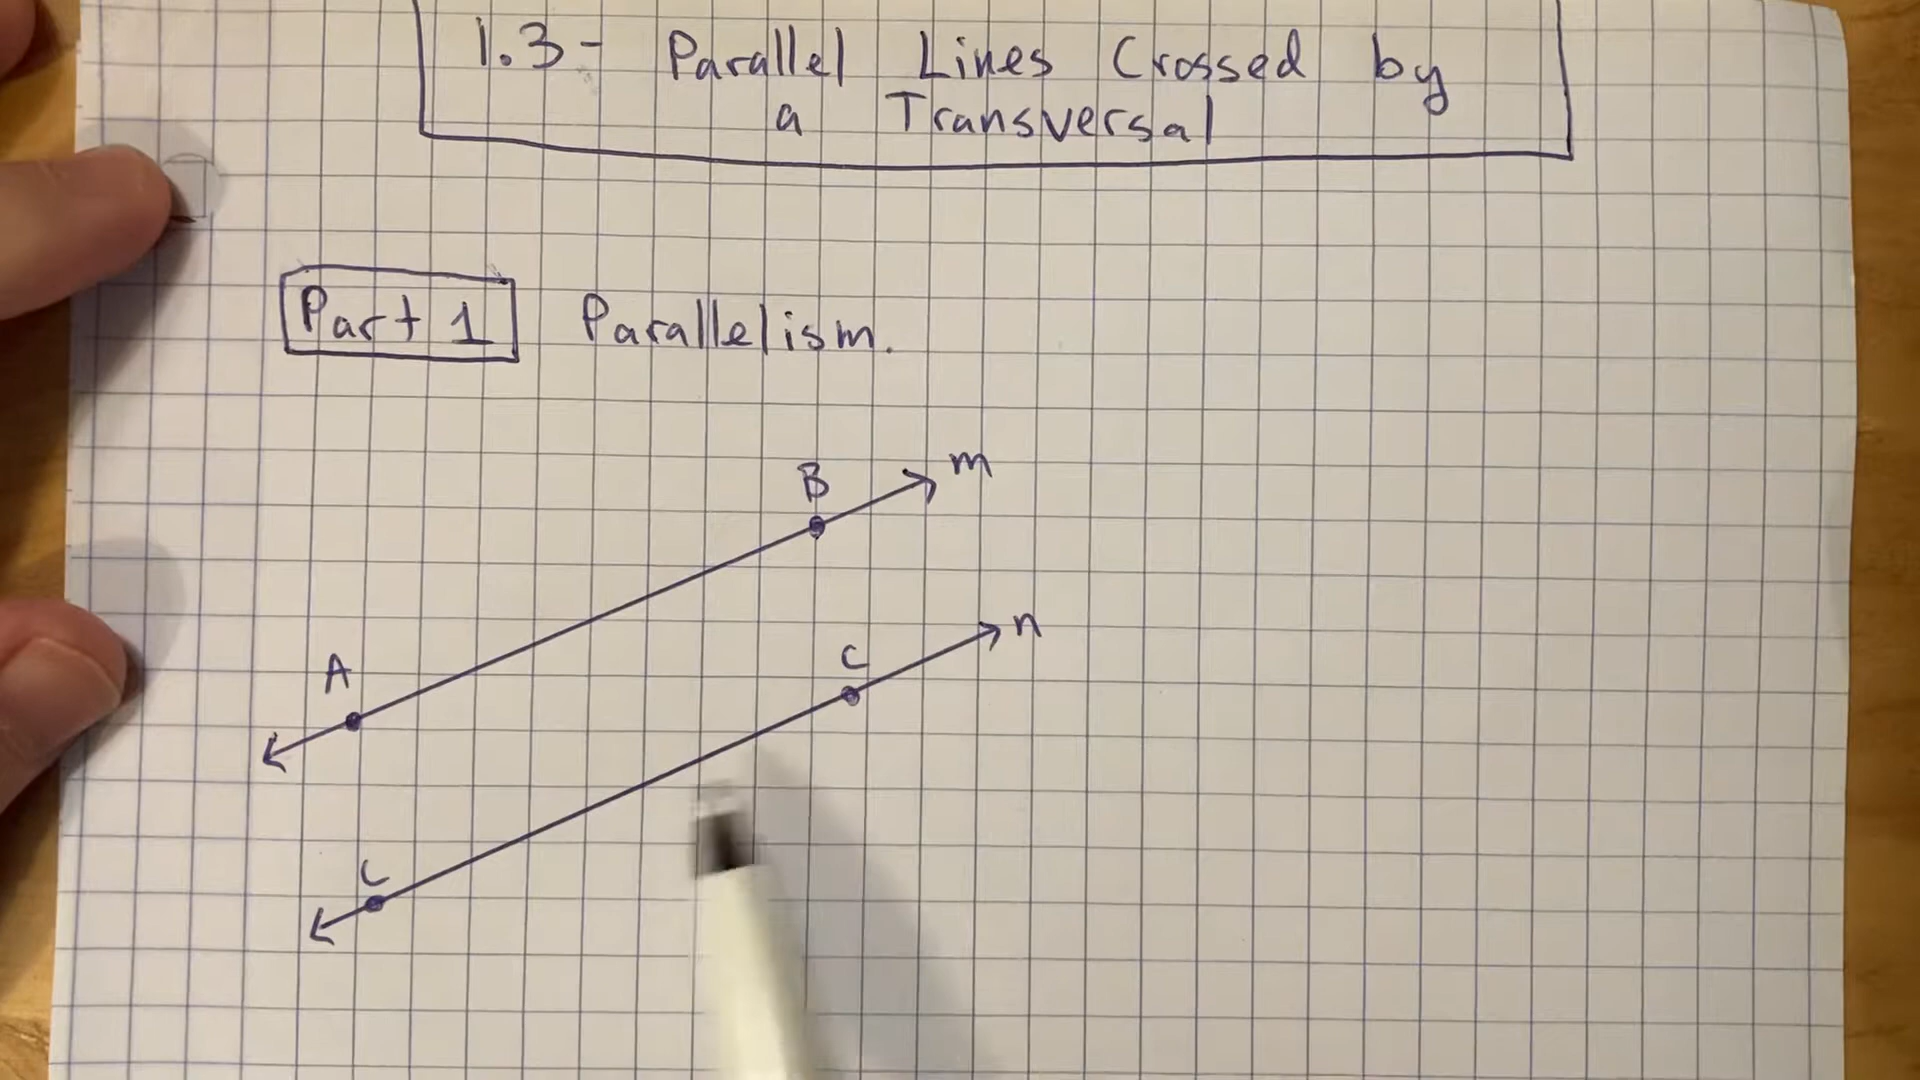 1.3- Parallel Lines Crossed by
a Transversal
Part 1 Parallelism.
B
m
n
C
A
C